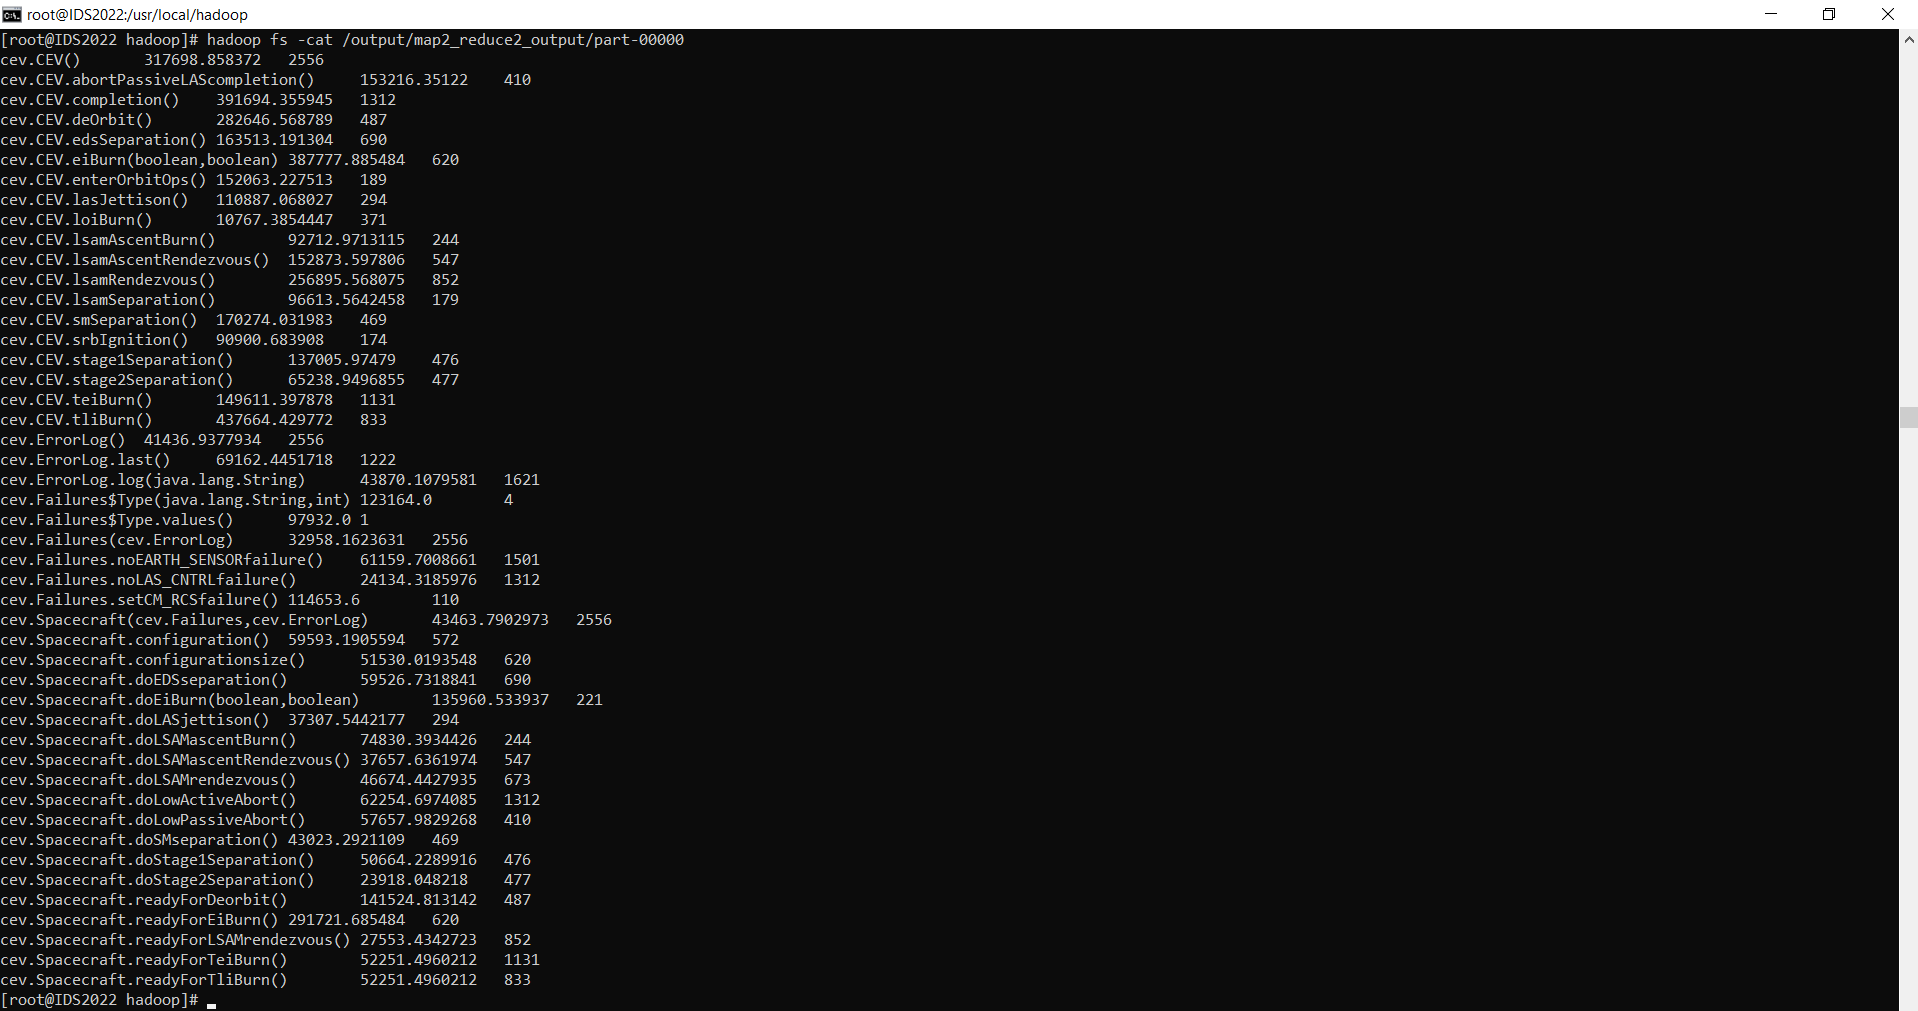 root@IDS2022:/usr/local/hadoop
[root@IDS2022 hadoop]# hadoop fs -cat /output/map2_reduce2_output/part-00000
cev.CEV()       317698.858372   2556
cev.CEV.abortPassiveLAScompletion()     153216.35122    410
cev.CEV.completion()    391694.355945   1312
cev.CEV.deOrbit()       282646.568789   487
cev.CEV.edsSeparation() 163513.191304   690
cev.CEV.eiBurn(boolean,boolean) 387777.885484   620
cev.CEV.enterOrbitOps() 152063.227513   189
cev.CEV.lasJettison()   110887.068027   294
cev.CEV.loiBurn()       10767.3854447   371
cev.CEV.lsamAscentBurn()        92712.9713115   244
cev.CEV.lsamAscentRendezvous()  152873.597806   547
cev.CEV.lsamRendezvous()        256895.568075   852
cev.CEV.lsamSeparation()        96613.5642458   179
cev.CEV.smSeparation()  170274.031983   469
cev.CEV.srbIgnition()   90900.683908    174
cev.CEV.stage1Separation()      137005.97479    476
cev.CEV.stage2Separation()      65238.9496855   477
cev.CEV.teiBurn()       149611.397878   1131
cev.CEV.tliBurn()       437664.429772   833
cev.ErrorLog()  41436.9377934   2556
cev.ErrorLog.last()     69162.4451718   1222
cev.ErrorLog.log(java.lang.String)      43870.1079581   1621
cev.Failures$Type(java.lang.String,int) 123164.0        4
cev.Failures$Type.values()      97932.0 1
cev.Failures(cev.ErrorLog)      32958.1623631   2556
cev.Failures.noEARTH_SENSORfailure()    61159.7008661   1501
cev.Failures.noLAS_CNTRLfailure()       24134.3185976   1312
cev.Failures.setCM_RCSfailure() 114653.6        110
cev.Spacecraft(cev.Failures,cev.ErrorLog)       43463.7902973   2556
cev.Spacecraft.configuration()  59593.1905594   572
cev.Spacecraft.configurationsize()      51530.0193548   620
cev.Spacecraft.doEDSseparation()        59526.7318841   690
cev.Spacecraft.doEiBurn(boolean,boolean)        135960.533937   221
cev.Spacecraft.doLASjettison()  37307.5442177   294
cev.Spacecraft.doLSAMascentBurn()       74830.3934426   244
cev.Spacecraft.doLSAMascentRendezvous() 37657.6361974   547
cev.Spacecraft.doLSAMrendezvous()       46674.4427935   673
cev.Spacecraft.doLowActiveAbort()       62254.6974085   1312
cev.Spacecraft.doLowPassiveAbort()      57657.9829268   410
cev.Spacecraft.doSMseparation() 43023.2921109   469
cev.Spacecraft.doStage1Separation()     50664.2289916   476
cev.Spacecraft.doStage2Separation()     23918.048218    477
cev.Spacecraft.readyForDeorbit()        141524.813142   487
cev.Spacecraft.readyForEiBurn() 291721.685484   620
cev.Spacecraft.readyForLSAMrendezvous() 27553.4342723   852
cev.Spacecraft.readyForTeiBurn()        52251.4960212   1131
cev.Spacecraft.readyForTliBurn()        52251.4960212   833
[root@IDS2022 hadoop]#